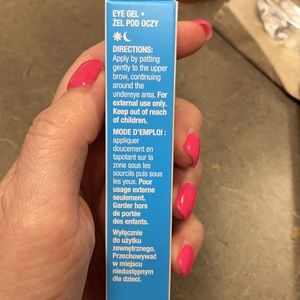 EYE GEL •
ŻEL POD OCZY
DIRECTIONS:
Apply by patting
gently to the upper
brow, continuing
around the
undereye area. For
external use only.
Keep out of reach
of children.
MODE D'EMPLOI :
appliquer
doucement en
tapotant sur la
zone sous les
sourcils puis sous
les yeux. Pour
usage externe
seulement.
Garder hors
de portée
des enfants.
Wyłącznie
do użytku
zewnętrznego.
Przechowywać
w miejscu
niedostępnym
dla dzieci.